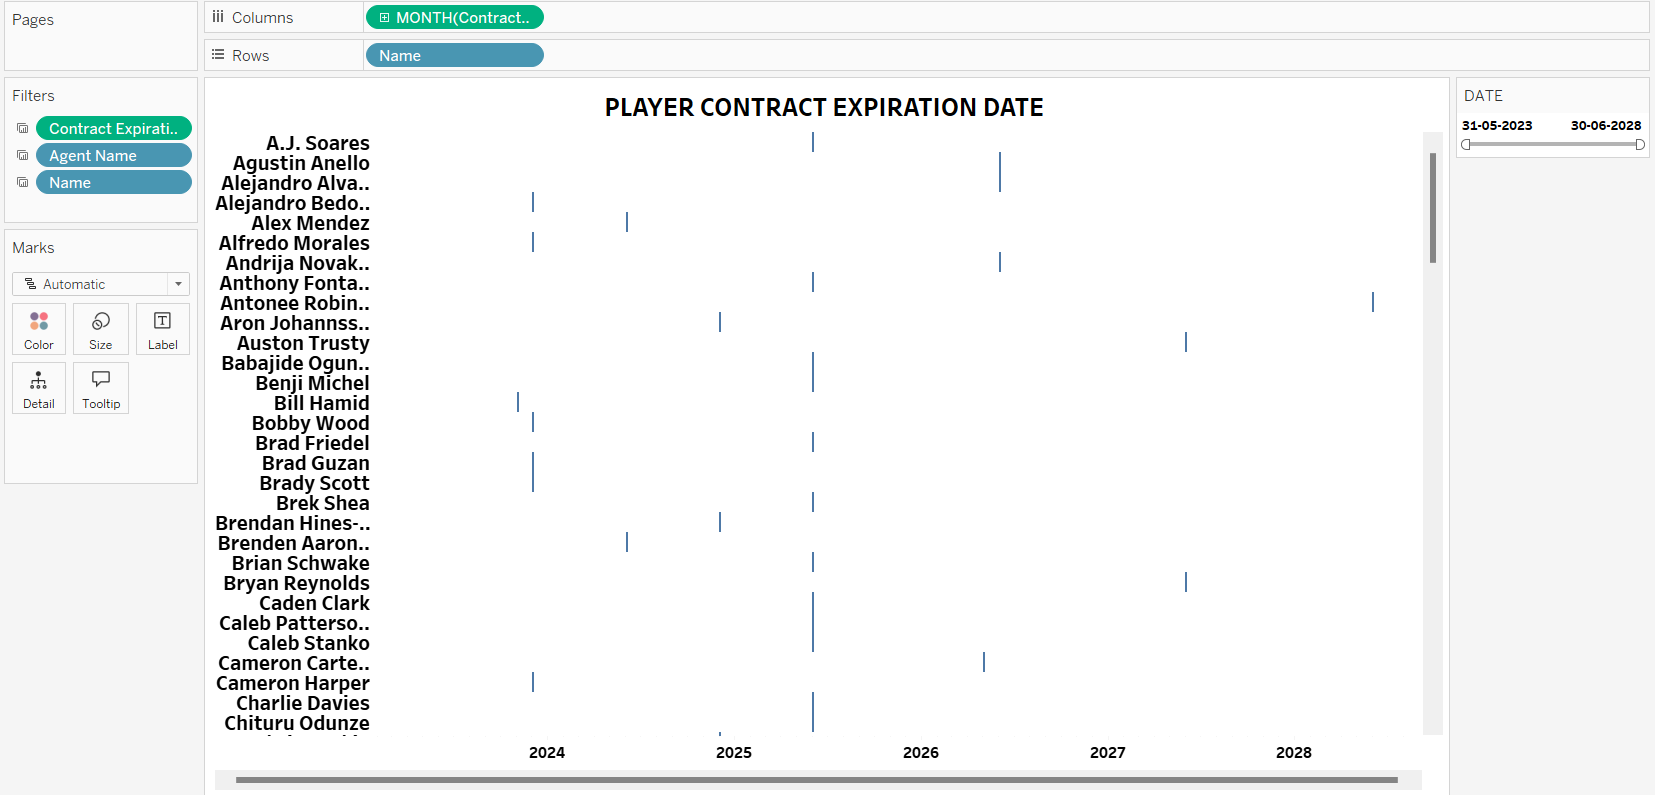 Pages
Columns
MONTH(Contract..
Rows
Name
Filters
Contract Expirati..
Agent Name
Name
Marks
Automatic
Color
Size
Label
Detail
Tooltip
PLAYER CONTRACT EXPIRATION DATE
A.J. Soares
Agustin Anello
Alejandro Alva..
Alejandro Bedo..
Alex Mendez
Alfredo Morales
Andrija Novak..
Anthony Fonta..
Antonee Robin..
Aron Johannss..
Auston Trusty
Babajide Ogun..
Benji Michel
Bill Hamid
Bobby Wood
Brad Friedel
Brad Guzan
Brady Scott
Brek Shea
Brendan Hines-..
Brenden Aaron..
Brian Schwake
Bryan Reynolds
Caden Clark
Caleb Patterso..
Caleb Stanko
Cameron Carte..
Cameron Harper
Charlie Davies
Chituru Odunze
2024 2025 2026 2027 2028
DATE
31-05-2023 30-06-2028